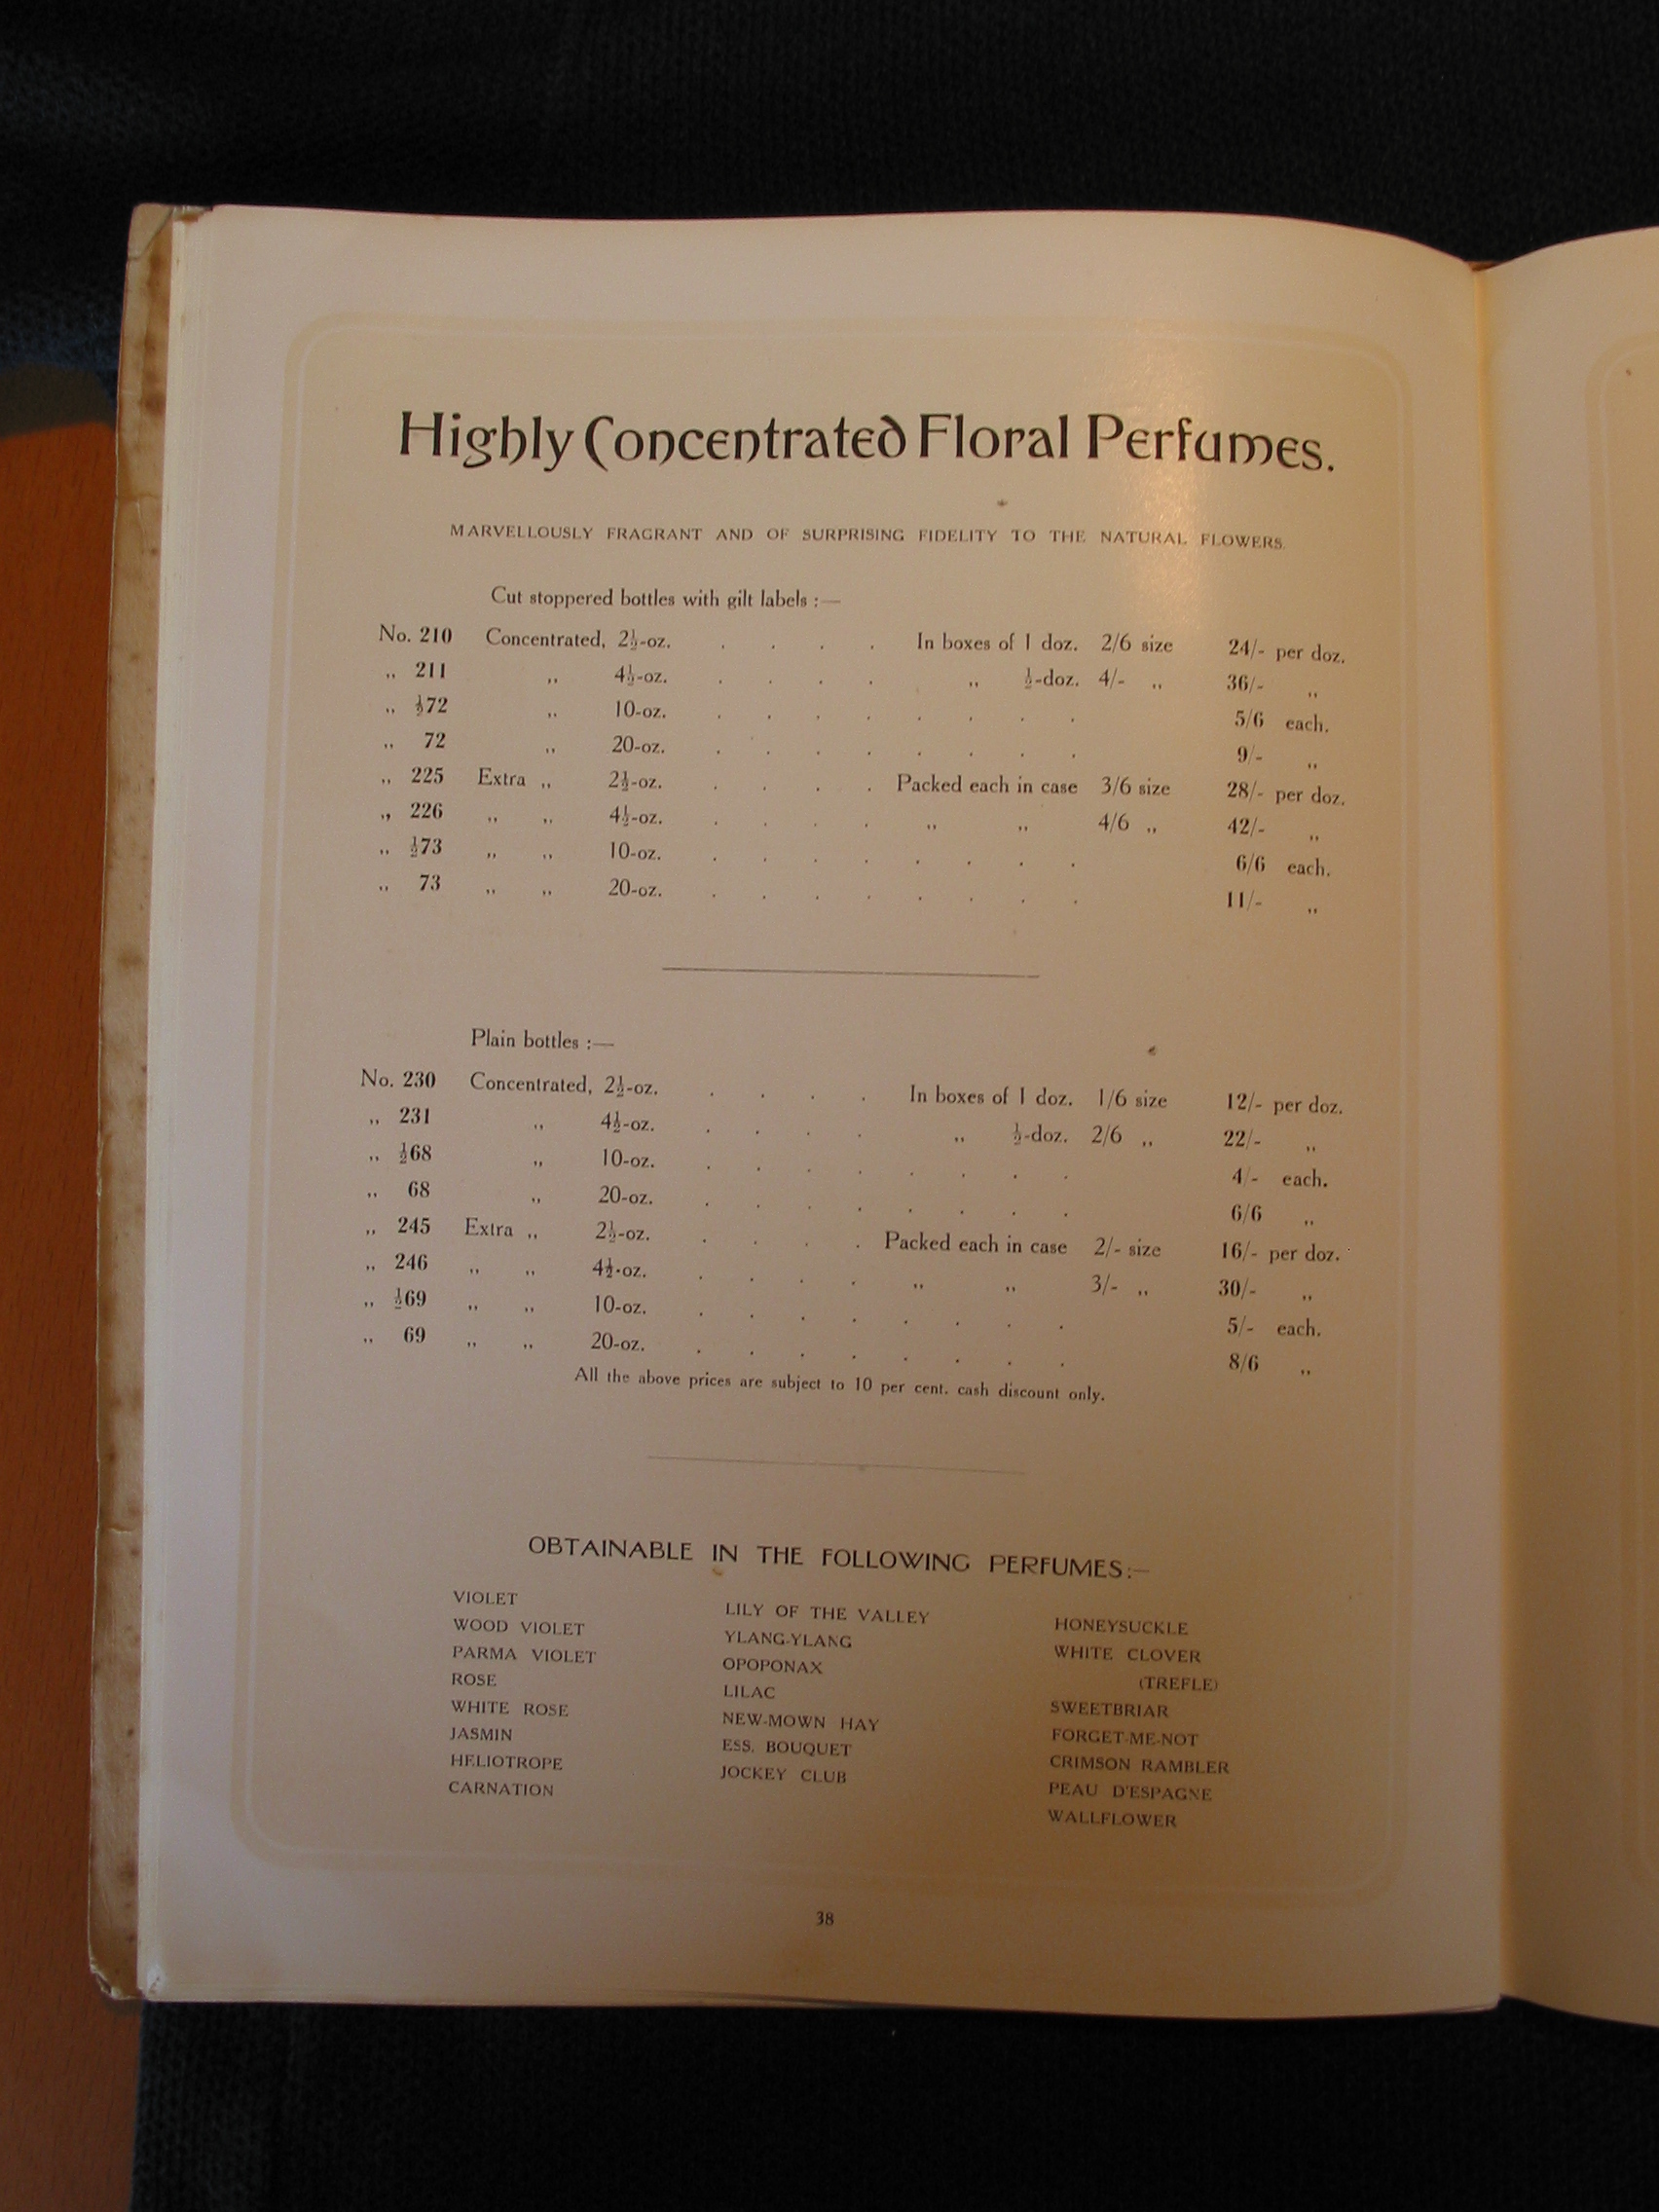 Highly Concentrated Floral Perfumes.
MARVELLOUSLY FRAGRANT AND OF SURPRISING FIDELITY TO THE NATURAL FLOWERS.
Cut stoppered bottles with gilt labels :—
No. 210 Concentrated, 2½-oz. . . . . In boxes of 1 doz. 2/6 size 24/- per doz.
„ 211 „ 4½-oz. . . . . „ ½-doz. 4/- „ 36/- „
„ ½72 „ 10-oz. . . . . . . . . 5/6 each.
„ 72 „ 20-oz. . . . . . . . . 9/- „
„ 225 Extra „ 2½-oz. . . . . Packed each in case 3/6 size 28/- per doz.
„ 226 „ „ 4½-oz. . . . . „ „ 4/6 „ 42/- „
„ ½73 „ „ 10-oz. . . . . . . . . 6/6 each.
„ 73 „ „ 20-oz. . . . . . . . . 11/- „
Plain bottles :—
No. 230 Concentrated, 2½-oz. . . . . In boxes of 1 doz. 1/6 size 12/- per doz.
„ 231 „ 4½-oz. . . . . „ ½-doz. 2/6 „ 22/- „
„ ½68 „ 10-oz. . . . . . . . . 4/- each.
„ 68 „ 20-oz. . . . . . . . . 6/6 „
„ 245 Extra „ 2½-oz. . . . . Packed each in case 2/- size 16/- per doz.
„ 246 „ „ 4½-oz. . . . . „ „ 3/- „ 30/- „
„ ½69 „ „ 10-oz. . . . . . . . . 5/- each.
„ 69 „ „ 20-oz. . . . . . . . . 8/6 „
All the above prices are subject to 10 per cent. cash discount only.
OBTAINABLE IN THE FOLLOWING PERFUMES:—
VIOLET
WOOD VIOLET
PARMA VIOLET
ROSE
WHITE ROSE
JASMIN
HELIOTROPE
CARNATION
LILY OF THE VALLEY
YLANG-YLANG
OPOPONAX
LILAC
NEW-MOWN HAY
ESS. BOUQUET
JOCKEY CLUB
HONEYSUCKLE
WHITE CLOVER
(TREFLE)
SWEETBRIAR
FORGET-ME-NOT
CRIMSON RAMBLER
PEAU D'ESPAGNE
WALLFLOWER
38